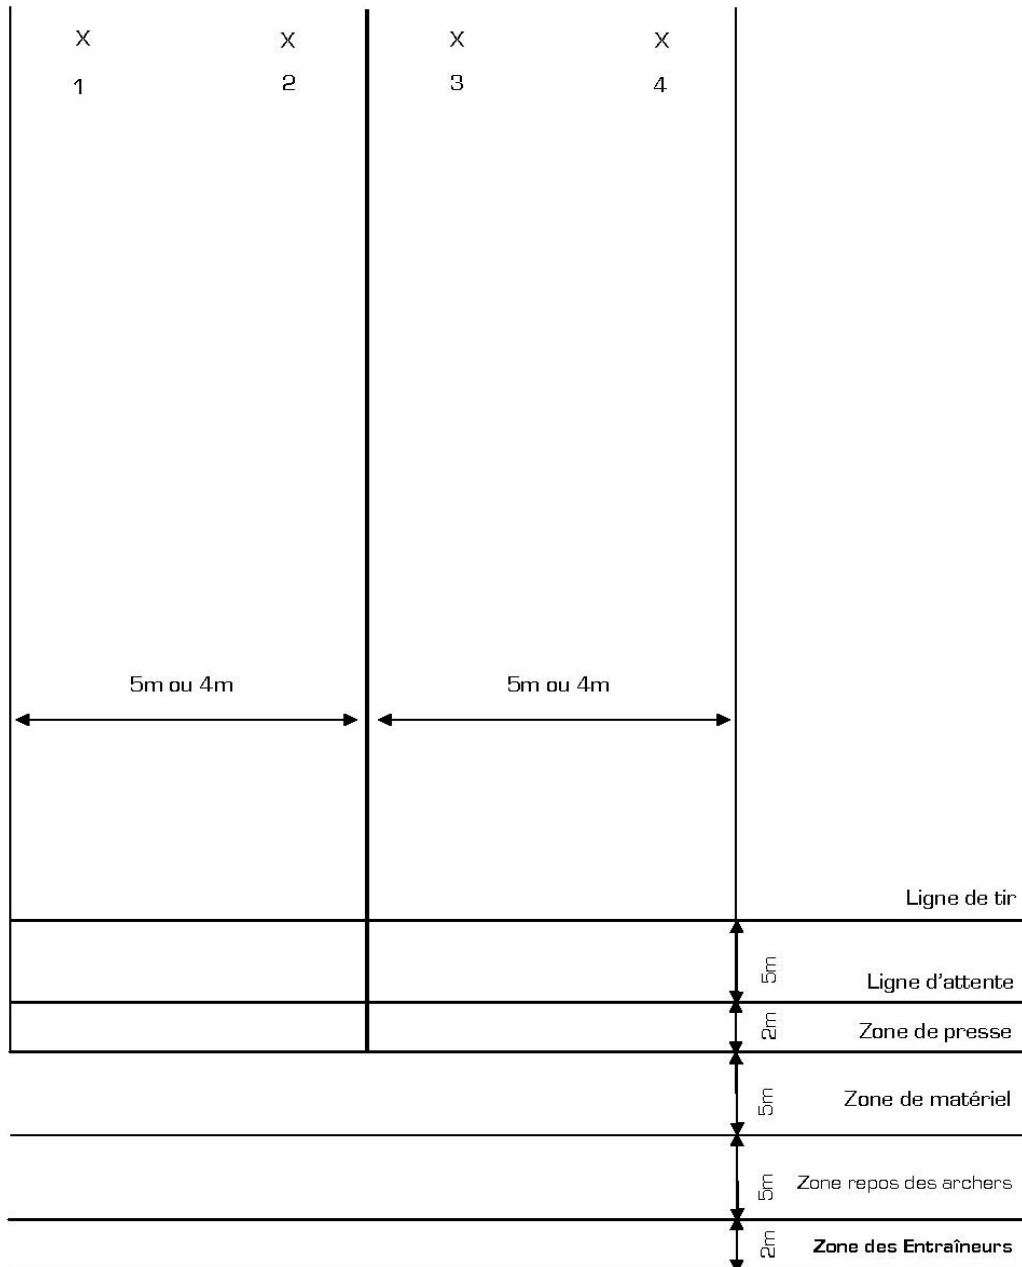 X X X X
1 2 3 4
5m ou 4m 5m ou 4m
Ligne de tir
5m
Ligne d'attente
2m
Zone de presse
5m
Zone de matériel
5m
Zone repos des archers
2m
Zone des Entraîneurs